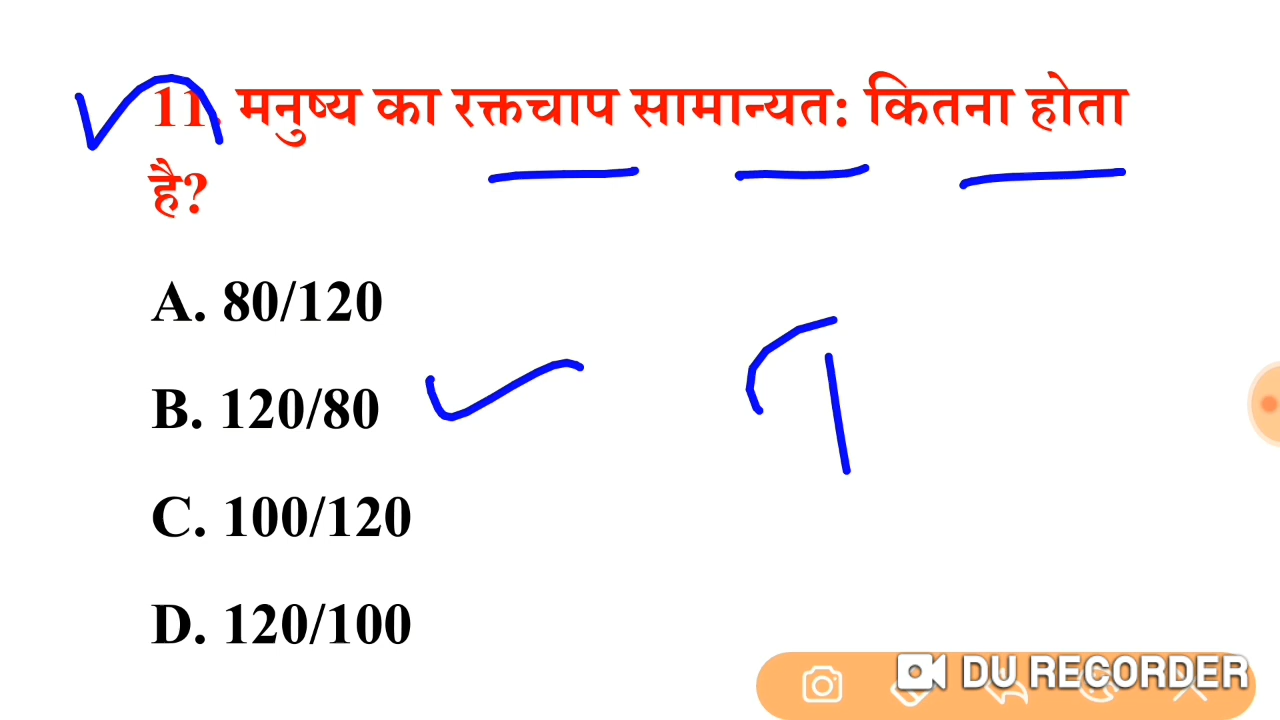 11. मनुष्य का रक्तचाप सामान्यतः कितना होता
है?
A. 80/120
B. 120/80
C. 100/120
D. 120/100
DU RECORDER